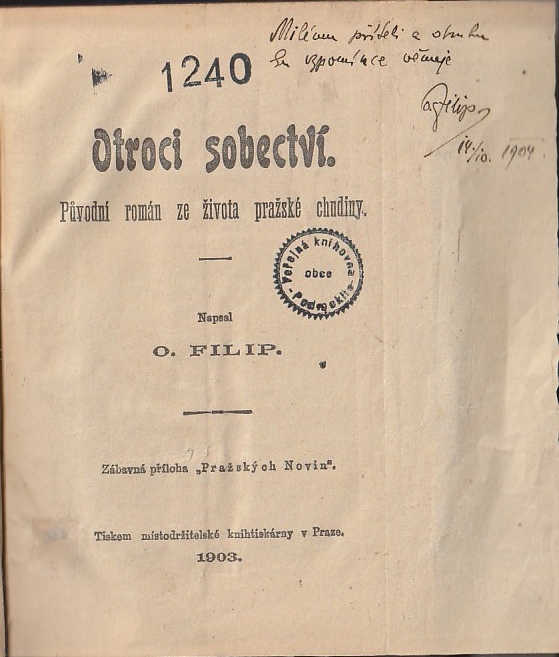 1240
Milému příteli a
ku vzpomínce věnuje
O. Filip
14./10. 1904
Otroci sobectví.
Původní román ze života pražské chudiny.
Veřejná knihovna
obce
Napsal
O. FILIP.
Zábavná příloha „Pražských Novin".
Tiskem místodržitelské knihtiskárny v Praze.
1903.